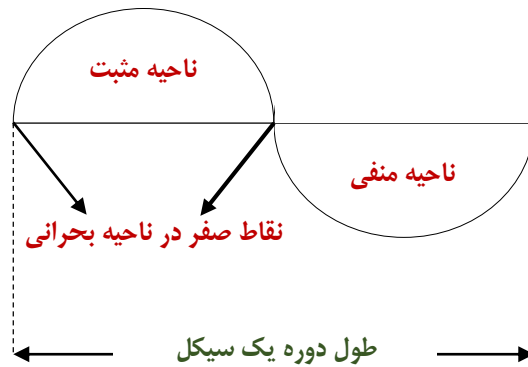 ناحیه مثبت
ناحیه منفی
نقاط صفر در ناحیه بحرانی
طول دوره یک سیکل